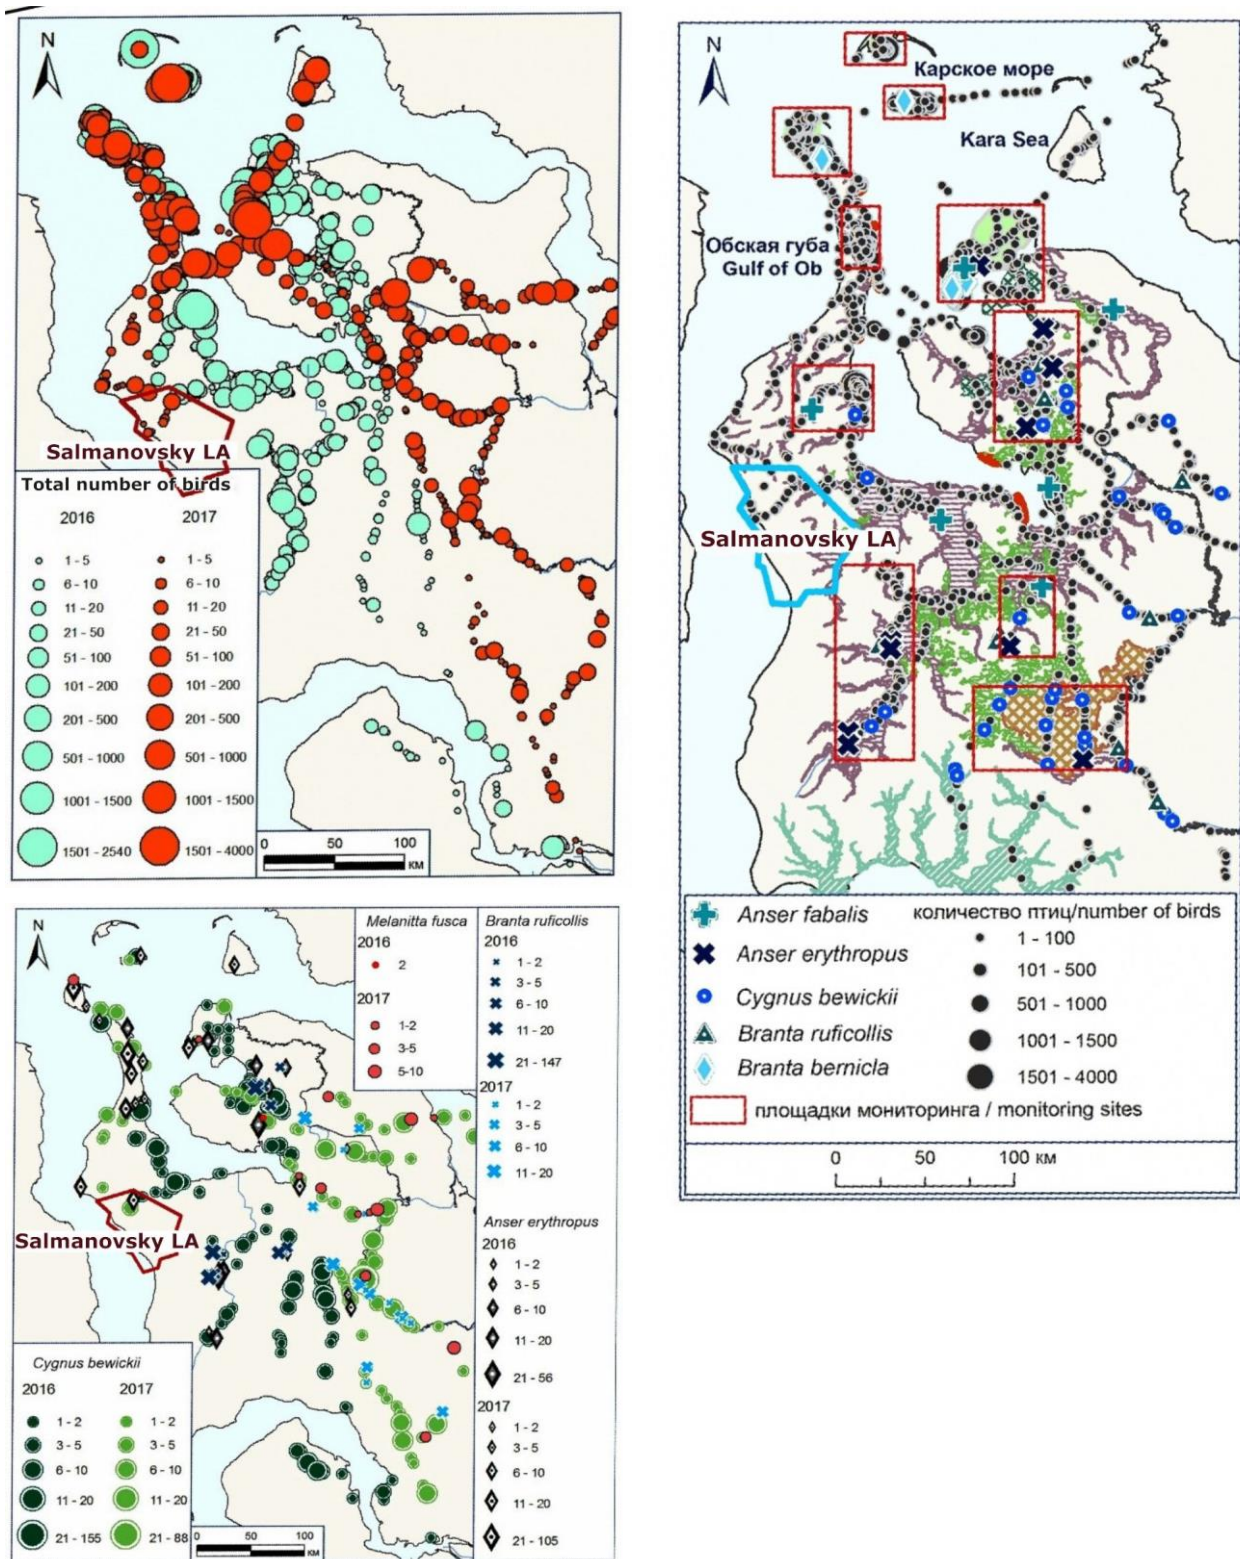 N
Salmanovsky LA
Total number of birds
2016 2017
1 - 5 1 - 5
6 - 10 6 - 10
11 - 20 11 - 20
21 - 50 21 - 50
51 - 100 51 - 100
101 - 200 101 - 200
201 - 500 201 - 500
501 - 1000 501 - 1000
1001 - 1500 1001 - 1500
1501 - 2540 1501 - 4000
0 50 100
КМ
N
Карское море
Kara Sea
Обская губа
Gulf of Ob
Salmanovsky LA
Anser fabalis
Anser erythropus
Cygnus bewickii
Branta ruficollis
Branta bernicla
количество птиц/number of birds
1 - 100
101 - 500
501 - 1000
1001 - 1500
1501 - 4000
площадки мониторинга / monitoring sites
0 50 100 КМ
N
Melanitta fusca
2016
2
2017
1-2
3-5
5-10
Branta ruficollis
2016
1 - 2
3 - 5
6 - 10
11 - 20
21 - 147
2017
1 - 2
3 - 5
6 - 10
11 - 20
Anser erythropus
2016
1 - 2
3 - 5
6 - 10
11 - 20
21 - 56
2017
1 - 2
3 - 5
6 - 10
11 - 20
21 - 105
Salmanovsky LA
Cygnus bewickii
2016 2017
1 - 2 1 - 2
3 - 5 3 - 5
6 - 10 6 - 10
11 - 20 11 - 20
21 - 155 21 - 88
0 50 100
КМ